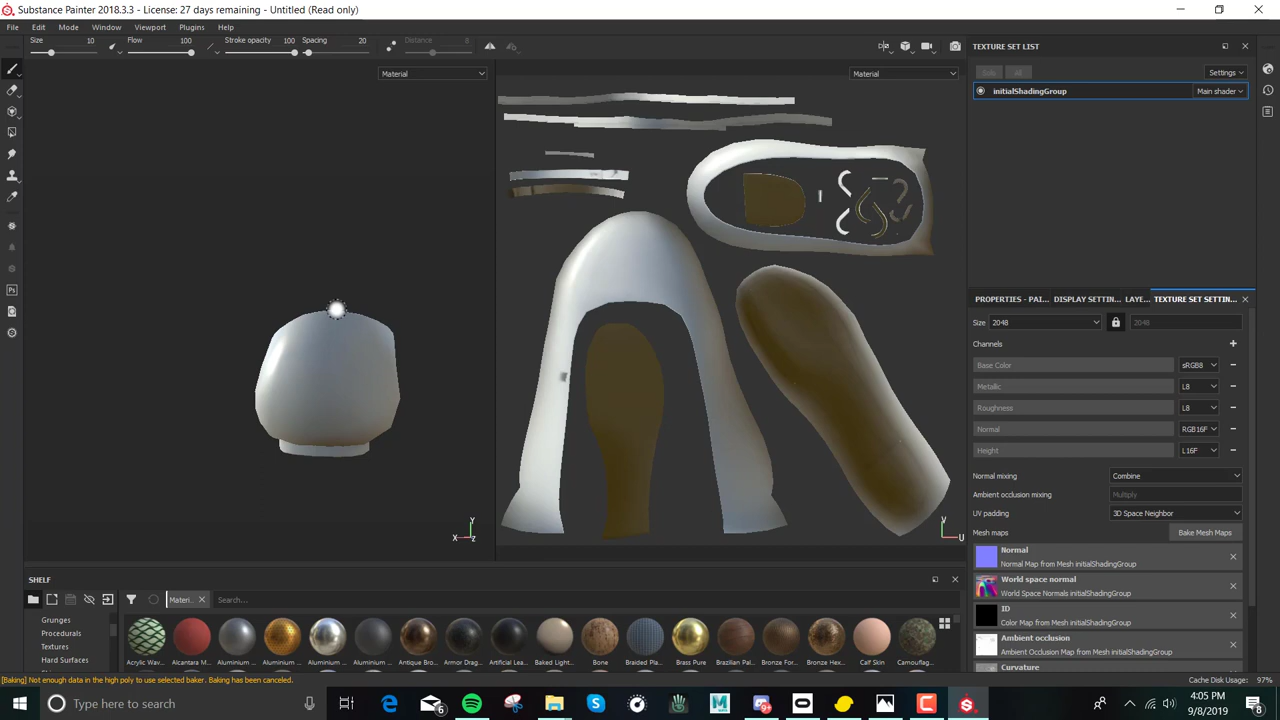 Substance Painter 2018.3.3 - License: 27 days remaining - Untitled (Read only)
File Edit Mode Window Viewport Plugins Help
Size 10 Flow 100 Stroke opacity 100 Spacing 20 Distance 8
Material
Material
TEXTURE SET LIST
Solo All Settings
initialShadingGroup Main shader
PROPERTIES - PAI... DISPLAY SETTIN... LAYE... TEXTURE SET SETTIN...
Size 2048 2048
Channels
Base Color sRGB8
Metallic L8
Roughness L8
Normal RGB16F
Height L16F
Normal mixing Combine
Ambient occlusion mixing Multiply
UV padding 3D Space Neighbor
Mesh maps Bake Mesh Maps
Normal
Normal Map from Mesh initialShadingGroup
World space normal
World Space Normals initialShadingGroup
ID
Color Map from Mesh initialShadingGroup
Ambient occlusion
Ambient Occlusion Map from Mesh initialShadingGroup
Curvature
Y
X Z
V
U
SHELF
Materi... Search...
Grunges
Procedurals
Textures
Hard Surfaces
Acrylic Wav... Alcantara M... Aluminium ... Aluminium ... Aluminium ... Aluminium ... Antique Bro... Armor Drag... Artificial Lea... Baked Light... Bone Braided Pla... Brass Pure Brazilian Pal... Bronze For... Bronze Hex... Calf Skin Camouflag...
[Baking] Not enough data in the high poly to use selected baker. Baking has been canceled.
Cache Disk Usage: 97%
Type here to search
4:05 PM
9/8/2019